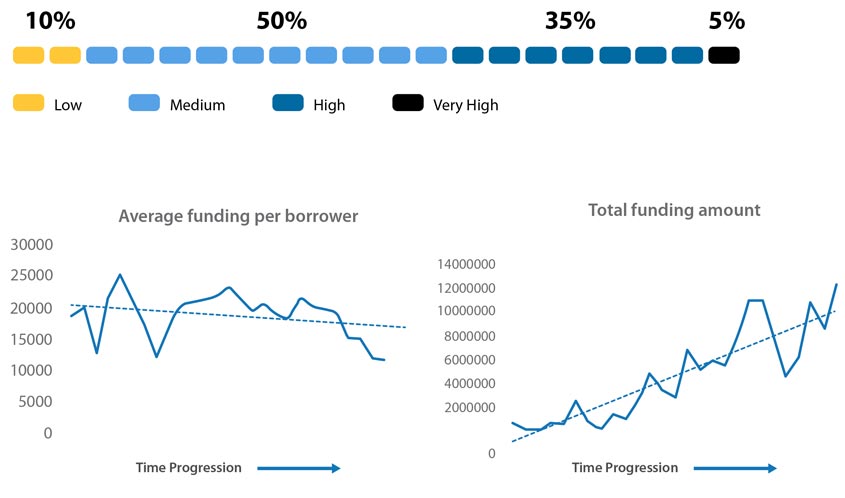 10% 50% 35% 5%
Low Medium High Very High
Average funding per borrower
30000
25000
20000
15000
10000
5000
0
Time Progression
Total funding amount
14000000
12000000
10000000
8000000
6000000
4000000
2000000
0
Time Progression